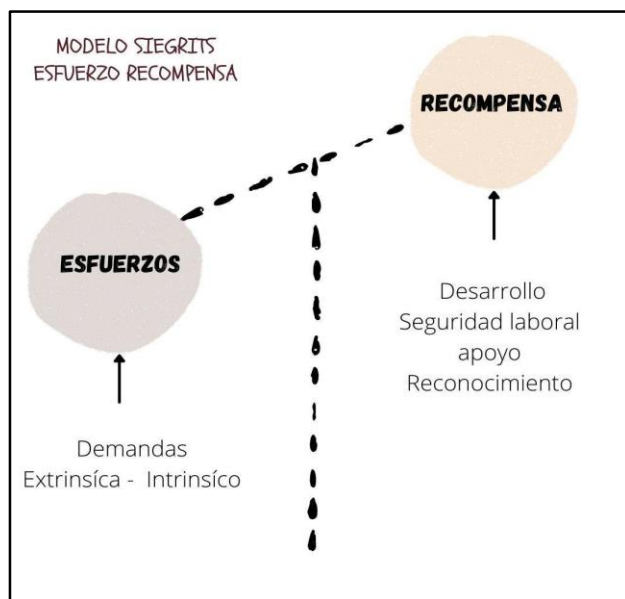 MODELO SIEGRITS
ESFUERZO RECOMPENSA
RECOMPENSA
ESFUERZOS
Desarrollo
Seguridad laboral
apoyo
Reconocimiento
Demandas
Extrinsíca - Intrinsíco